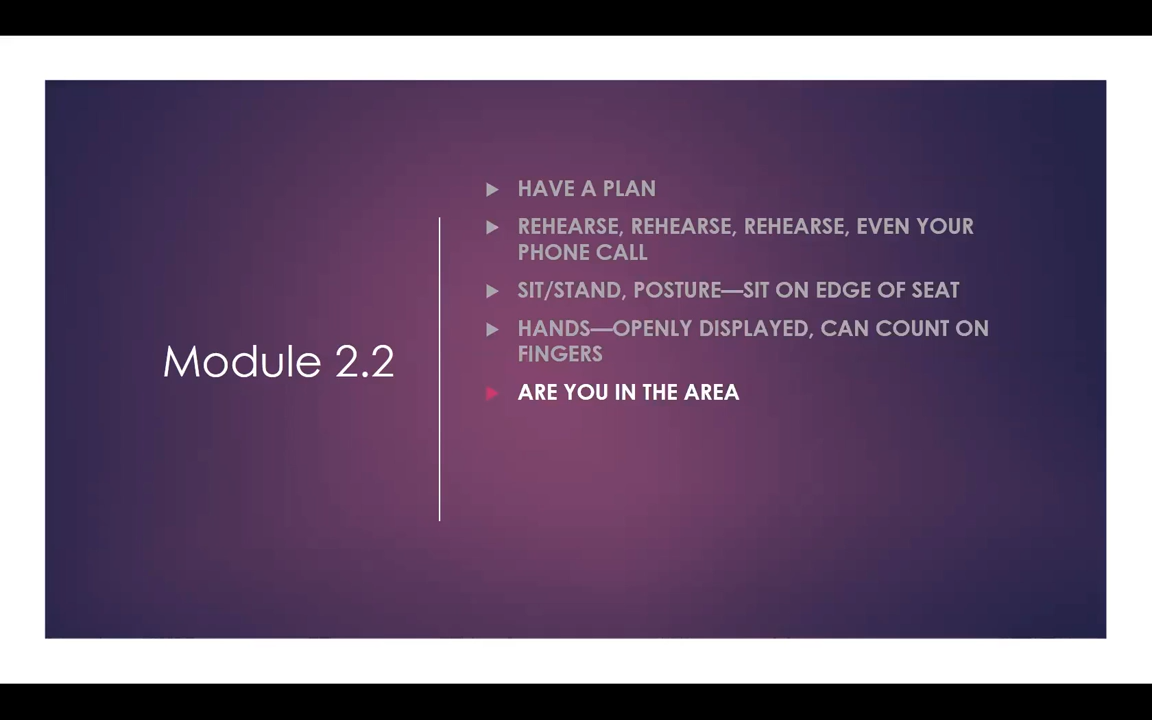 Module 2.2
HAVE A PLAN
REHEARSE, REHEARSE, REHEARSE, EVEN YOUR
PHONE CALL
SIT/STAND, POSTURE—SIT ON EDGE OF SEAT
HANDS—OPENLY DISPLAYED, CAN COUNT ON
FINGERS
ARE YOU IN THE AREA